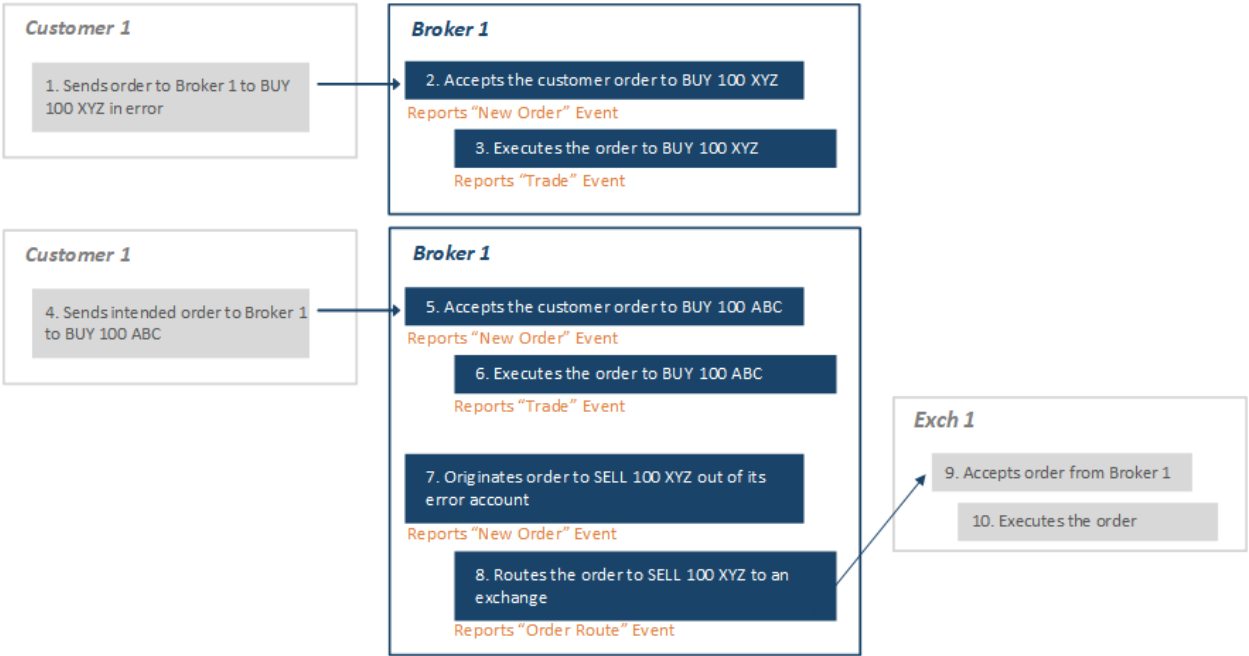 Customer 1
1. Sends order to Broker 1 to BUY
100 XYZ in error
Broker 1
2. Accepts the customer order to BUY 100 XYZ
Reports “New Order” Event
3. Executes the order to BUY 100 XYZ
Reports “Trade” Event
Customer 1
4. Sends intended order to Broker 1
to BUY 100 ABC
Broker 1
5. Accepts the customer order to BUY 100 ABC
Reports “New Order” Event
6. Executes the order to BUY 100 ABC
Reports “Trade” Event
7. Originates order to SELL 100 XYZ out of its
error account
Reports “New Order” Event
8. Routes the order to SELL 100 XYZ to an
exchange
Reports “Order Route” Event
Exch 1
9. Accepts order from Broker 1
10. Executes the order